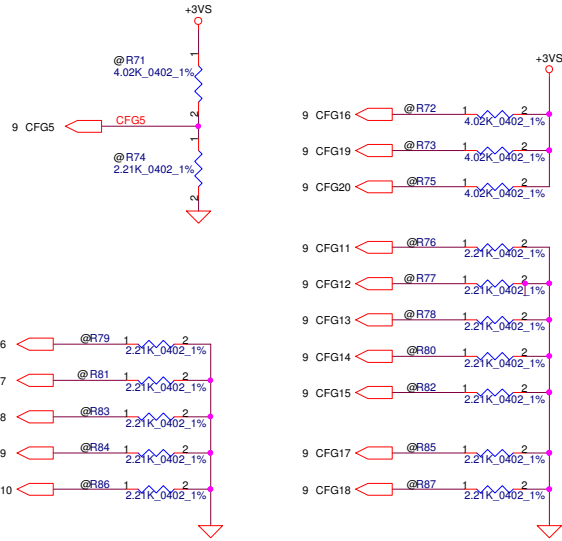 +3VS
1
@R71
4.02K_0402_1%
2
9 CFG5
CFG5
1
@R74
2.21K_0402_1%
2
+3VS
9 CFG16 @R72 1 2
4.02K_0402_1%
9 CFG19 @R73 1 2
4.02K_0402_1%
9 CFG20 @R75 1 2
4.02K_0402_1%
9 CFG11 @R76 1 2
2.21K_0402_1%
9 CFG12 @R77 1 2
2.21K_0402_1%
9 CFG13 @R78 1 2
2.21K_0402_1%
9 CFG14 @R80 1 2
2.21K_0402_1%
9 CFG15 @R82 1 2
2.21K_0402_1%
9 CFG17 @R85 1 2
2.21K_0402_1%
9 CFG18 @R87 1 2
2.21K_0402_1%
6 @R79 1 2
2.21K_0402_1%
7 @R81 1 2
2.21K_0402_1%
8 @R83 1 2
2.21K_0402_1%
9 @R84 1 2
2.21K_0402_1%
10 @R86 1 2
2.21K_0402_1%